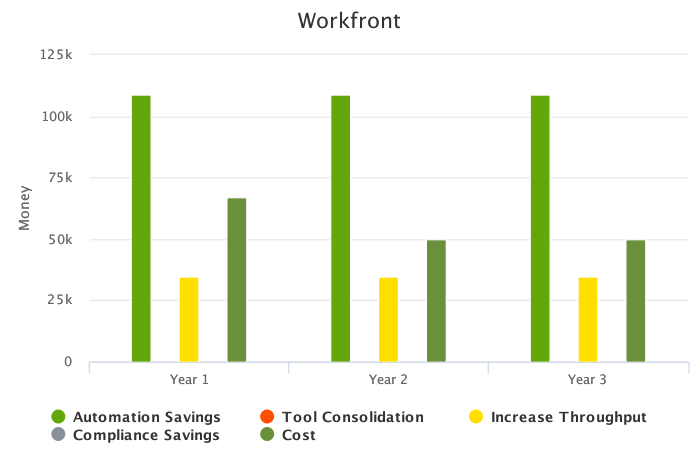 Workfront
125k
100k
75k
50k
25k
0
Money
Year 1 Year 2 Year 3
Automation Savings Tool Consolidation Increase Throughput
Compliance Savings Cost